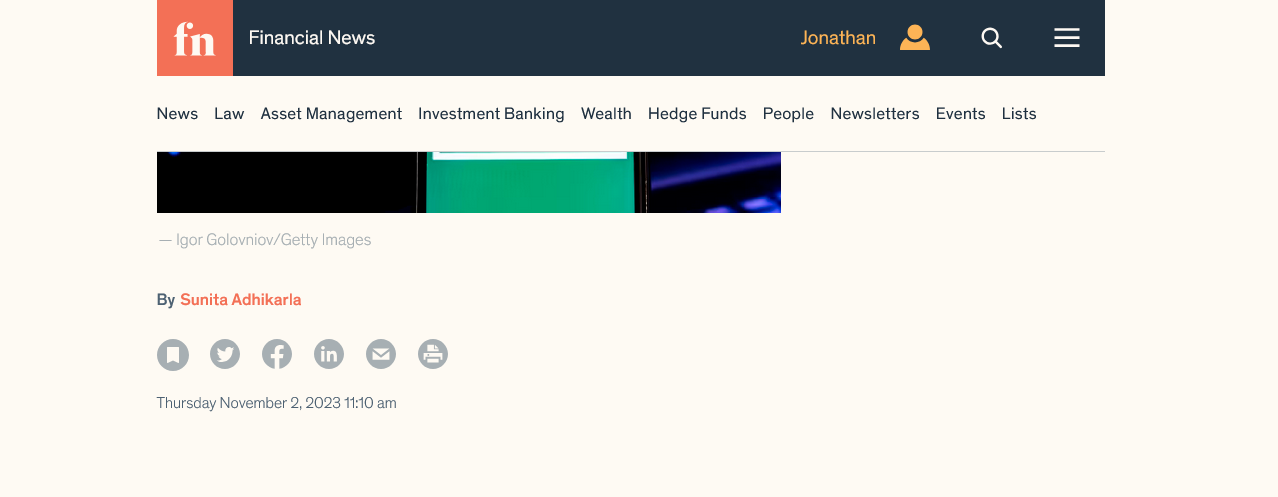 fn Financial News Jonathan
News Law Asset Management Investment Banking Wealth Hedge Funds People Newsletters Events Lists
— Igor Golovniov/Getty Images
By Sunita Adhikarla
in
Thursday November 2, 2023 11:10 am